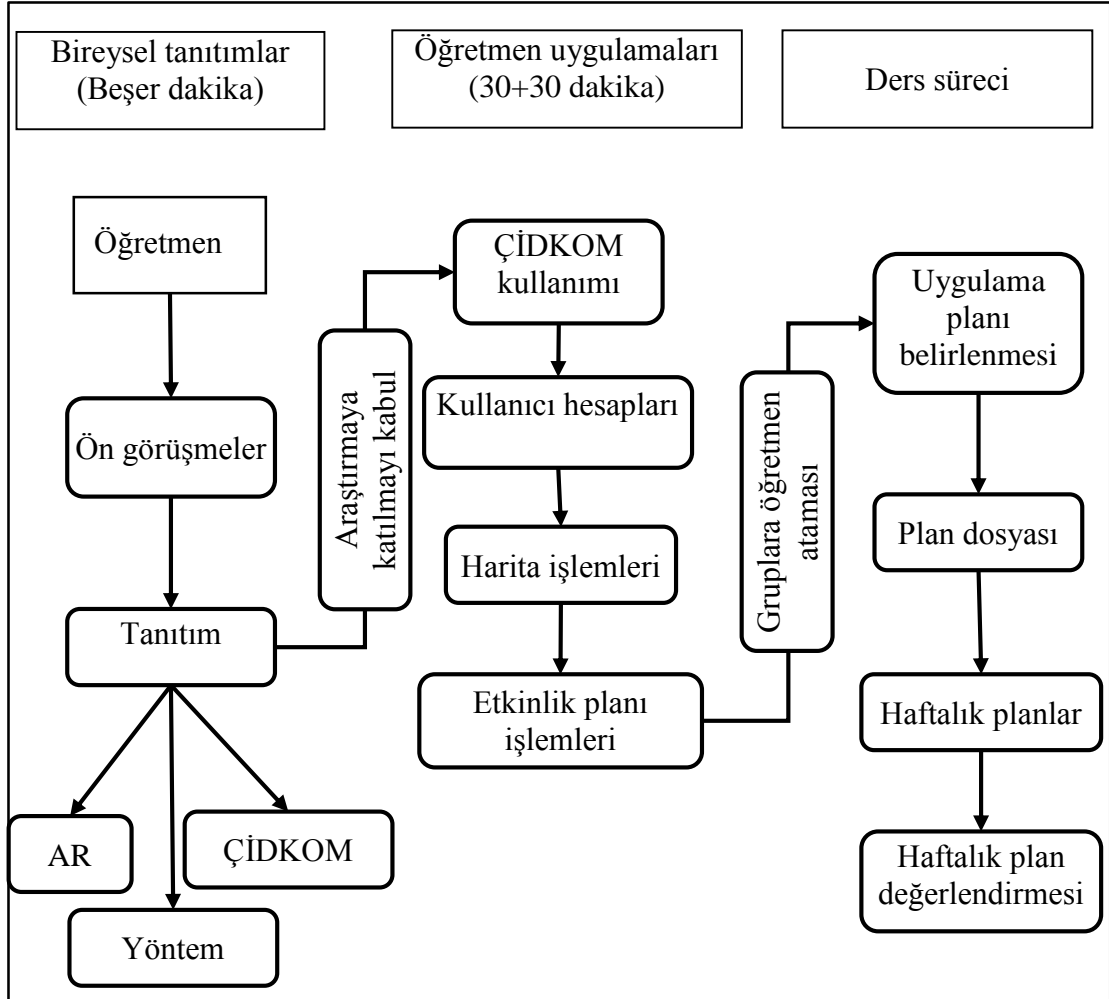 Bireysel tanıtımlar
(Beşer dakika)
Öğretmen uygulamaları
(30+30 dakika)
Ders süreci
Öğretmen
Ön görüşmeler
Tanıtım
AR
ÇİDKOM
Yöntem
Araştırmaya
katılmayı kabul
ÇİDKOM
kullanımı
Kullanıcı hesapları
Harita işlemleri
Etkinlik planı
işlemleri
Gruplara öğretmen
ataması
Uygulama
planı
belirlenmesi
Plan dosyası
Haftalık planlar
Haftalık plan
değerlendirmesi